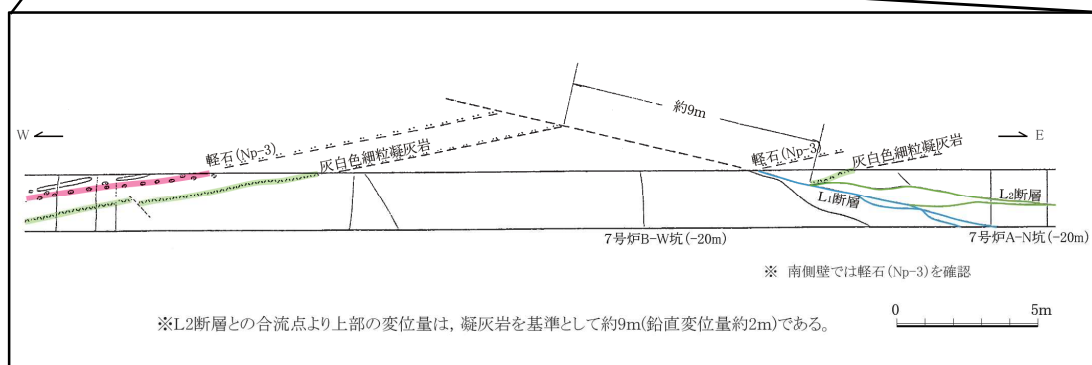 約9m
W
E
軽石(Np-3)
灰白色細粒凝灰岩
軽石(Np-3)
灰白色細粒凝灰岩
L₁断層
L₂断層
7号炉B-W坑(-20m)
7号炉A-N坑(-20m)
※ 南側壁では軽石(Np-3)を確認
0 5m
※L2断層との合流点より上部の変位量は，凝灰岩を基準として約9m(鉛直変位量約2m)である。